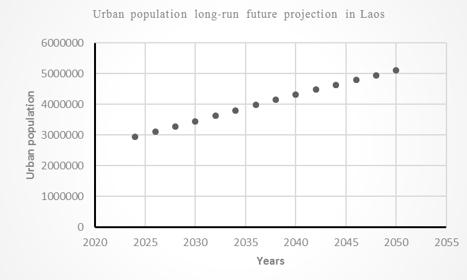 Urban population long-run future projection in Laos
6000000
5000000
4000000
3000000
2000000
1000000
0
Urban population
2020 2025 2030 2035 2040 2045 2050 2055
Years